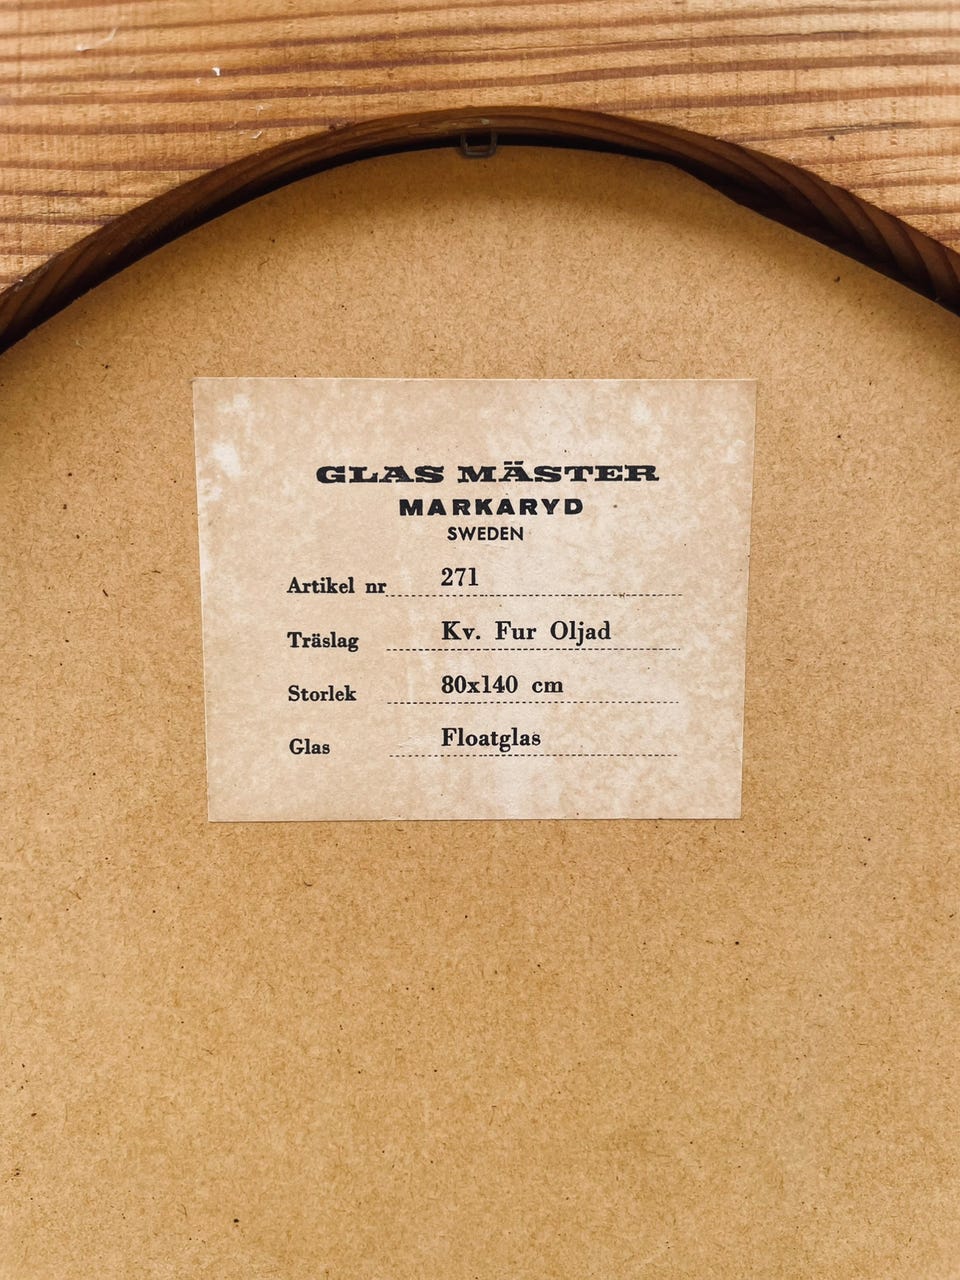 GLAS MÄSTER
MARKARYD
SWEDEN
Artikel nr 271
Träslag Kv. Fur Oljad
Storlek 80x140 cm
Glas Floatglas